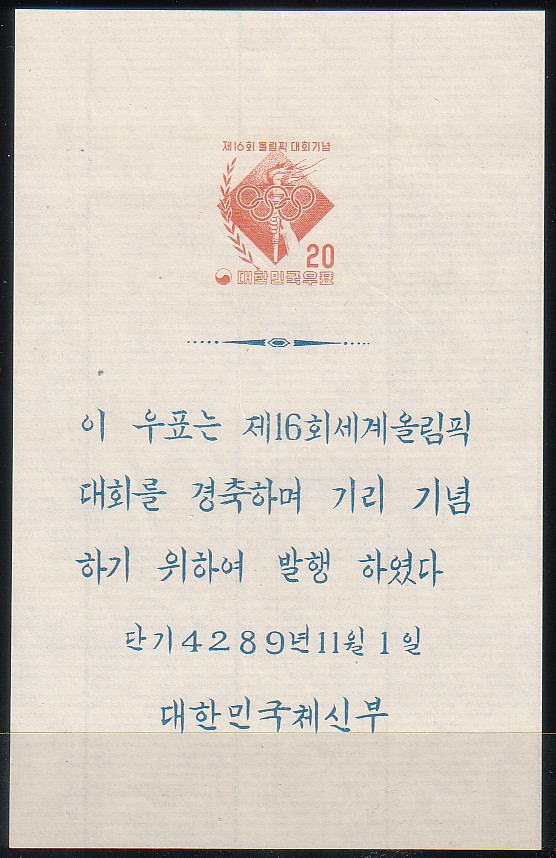 제16회 올림픽 대회기념
20
대한민국우표
이 우표는 제16회세계올림픽
대회를 경축하며 기리 기념
하기 위하여 발행 하였다
단기4289년11월 1 일
대한민국체신부